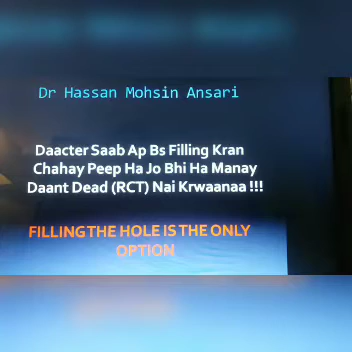 Dr Hassan Mohsin Ansari
Daacter Saab Ap Bs Filling Kran
Chahay Peep Ha Jo Bhi Ha Manay
Daant Dead (RCT) Nai Krwaanaa !!!
FILLING THE HOLE IS THE ONLY
OPTION